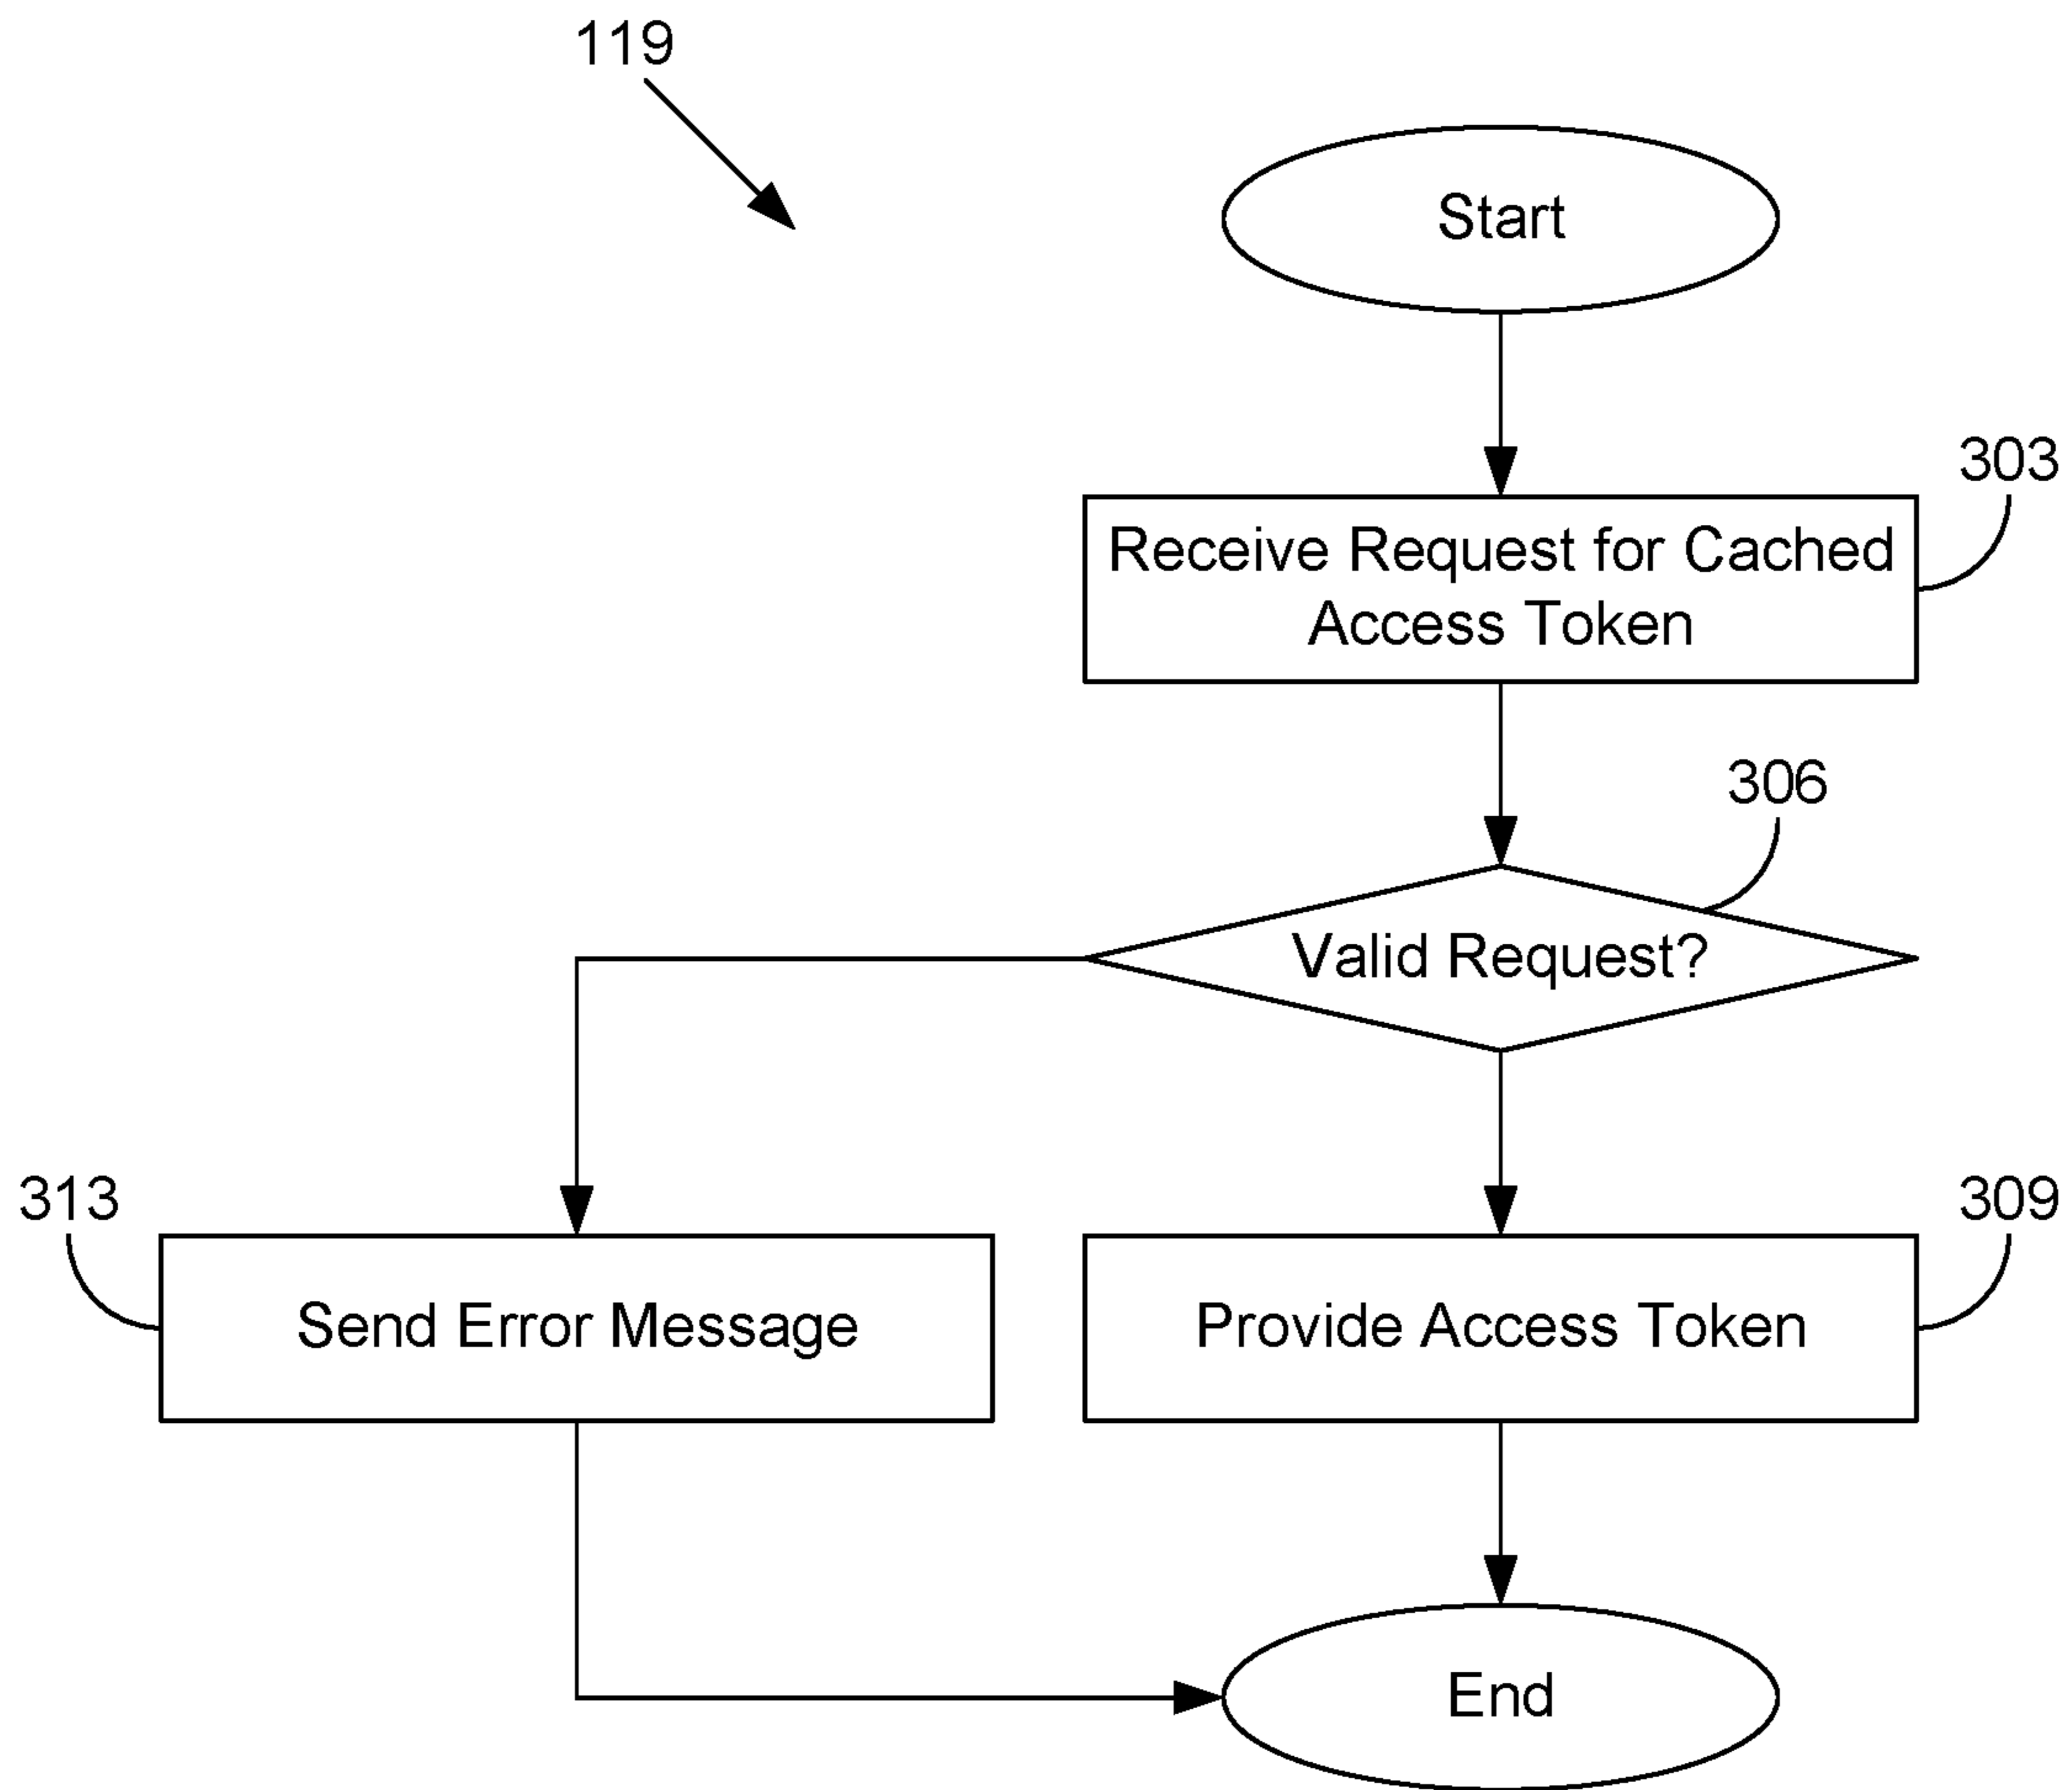 119
Start
303
Receive Request for Cached
Access Token
306
Valid Request?
313
309
Send Error Message
Provide Access Token
End